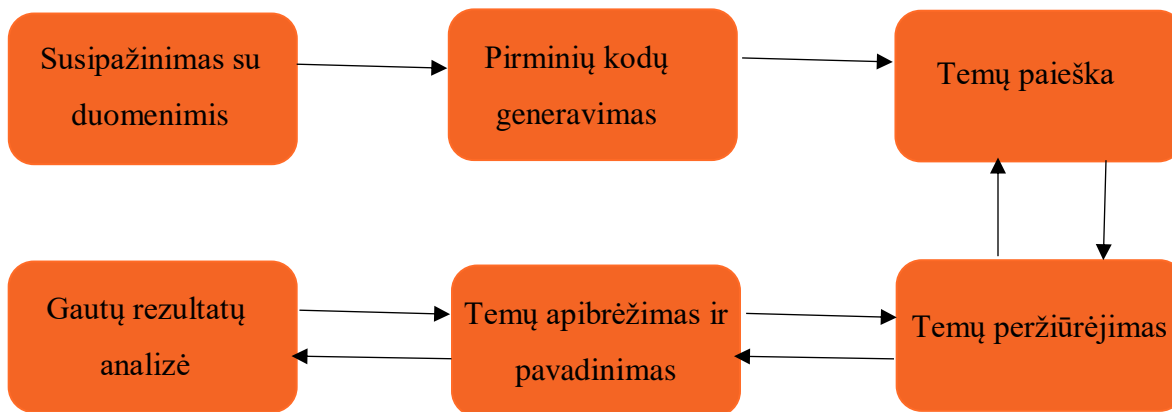 Susipažinimas su
duomenimis
Pirminių kodų
generavimas
Temų paieška
Gautų rezultatų
analizė
Temų apibrėžimas ir
pavadinimas
Temų peržiūrėjimas